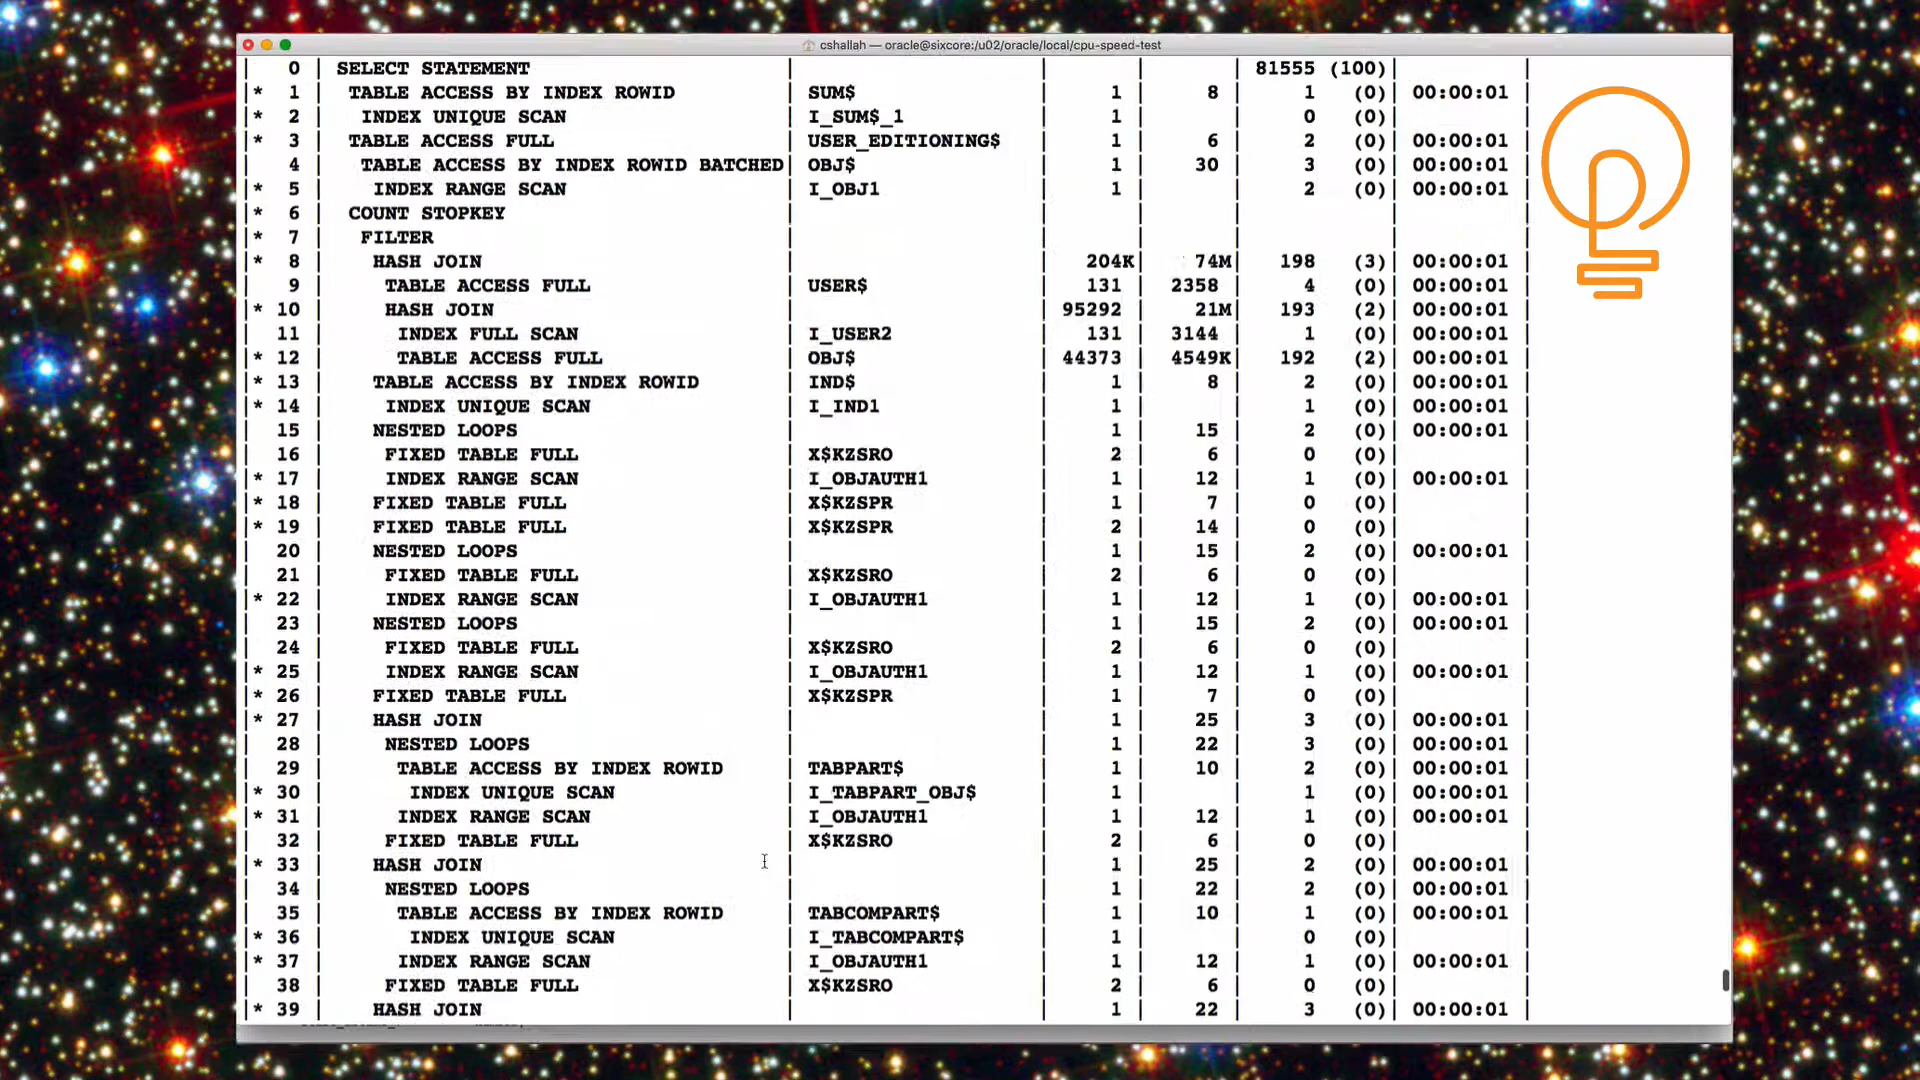 cshallah — oracle@sixcore:/u02/oracle/local/cpu-speed-test
| 0 | SELECT STATEMENT | | | | 81555 (100)| |
|* 1 | TABLE ACCESS BY INDEX ROWID | SUM$ | 1 | 8 | 1 (0)| 00:00:01 |
|* 2 | INDEX UNIQUE SCAN | I_SUM$_1 | 1 | | 0 (0)| |
|* 3 | TABLE ACCESS FULL | USER_EDITIONING$ | 1 | 6 | 2 (0)| 00:00:01 |
| 4 | TABLE ACCESS BY INDEX ROWID BATCHED| OBJ$ | 1 | 30 | 3 (0)| 00:00:01 |
|* 5 | INDEX RANGE SCAN | I_OBJ1 | 1 | | 2 (0)| 00:00:01 |
|* 6 | COUNT STOPKEY | | | | | |
|* 7 | FILTER | | | | | |
|* 8 | HASH JOIN | | 204K| 74M| 198 (3)| 00:00:01 |
| 9 | TABLE ACCESS FULL | USER$ | 131 | 2358 | 4 (0)| 00:00:01 |
|* 10 | HASH JOIN | | 95292 | 21M| 193 (2)| 00:00:01 |
| 11 | INDEX FULL SCAN | I_USER2 | 131 | 3144 | 1 (0)| 00:00:01 |
|* 12 | TABLE ACCESS FULL | OBJ$ | 44373 | 4549K| 192 (2)| 00:00:01 |
|* 13 | TABLE ACCESS BY INDEX ROWID | IND$ | 1 | 8 | 2 (0)| 00:00:01 |
|* 14 | INDEX UNIQUE SCAN | I_IND1 | 1 | | 1 (0)| 00:00:01 |
| 15 | NESTED LOOPS | | 1 | 15 | 2 (0)| 00:00:01 |
| 16 | FIXED TABLE FULL | X$KZSRO | 2 | 6 | 0 (0)| |
|* 17 | INDEX RANGE SCAN | I_OBJAUTH1 | 1 | 12 | 1 (0)| 00:00:01 |
|* 18 | FIXED TABLE FULL | X$KZSPR | 1 | 7 | 0 (0)| |
|* 19 | FIXED TABLE FULL | X$KZSPR | 2 | 14 | 0 (0)| |
| 20 | NESTED LOOPS | | 1 | 15 | 2 (0)| 00:00:01 |
| 21 | FIXED TABLE FULL | X$KZSRO | 2 | 6 | 0 (0)| |
|* 22 | INDEX RANGE SCAN | I_OBJAUTH1 | 1 | 12 | 1 (0)| 00:00:01 |
| 23 | NESTED LOOPS | | 1 | 15 | 2 (0)| 00:00:01 |
| 24 | FIXED TABLE FULL | X$KZSRO | 2 | 6 | 0 (0)| |
|* 25 | INDEX RANGE SCAN | I_OBJAUTH1 | 1 | 12 | 1 (0)| 00:00:01 |
|* 26 | FIXED TABLE FULL | X$KZSPR | 1 | 7 | 0 (0)| |
|* 27 | HASH JOIN | | 1 | 25 | 3 (0)| 00:00:01 |
| 28 | NESTED LOOPS | | 1 | 22 | 3 (0)| 00:00:01 |
| 29 | TABLE ACCESS BY INDEX ROWID | TABPART$ | 1 | 10 | 2 (0)| 00:00:01 |
|* 30 | INDEX UNIQUE SCAN | I_TABPART_OBJ$ | 1 | | 1 (0)| 00:00:01 |
|* 31 | INDEX RANGE SCAN | I_OBJAUTH1 | 1 | 12 | 1 (0)| 00:00:01 |
| 32 | FIXED TABLE FULL | X$KZSRO | 2 | 6 | 0 (0)| |
|* 33 | HASH JOIN | | 1 | 25 | 2 (0)| 00:00:01 |
| 34 | NESTED LOOPS | | 1 | 22 | 2 (0)| 00:00:01 |
| 35 | TABLE ACCESS BY INDEX ROWID | TABCOMPART$ | 1 | 10 | 1 (0)| 00:00:01 |
|* 36 | INDEX UNIQUE SCAN | I_TABCOMPART$ | 1 | | 0 (0)| |
|* 37 | INDEX RANGE SCAN | I_OBJAUTH1 | 1 | 12 | 1 (0)| 00:00:01 |
| 38 | FIXED TABLE FULL | X$KZSRO | 2 | 6 | 0 (0)| |
|* 39 | HASH JOIN | | 1 | 22 | 3 (0)| 00:00:01 |